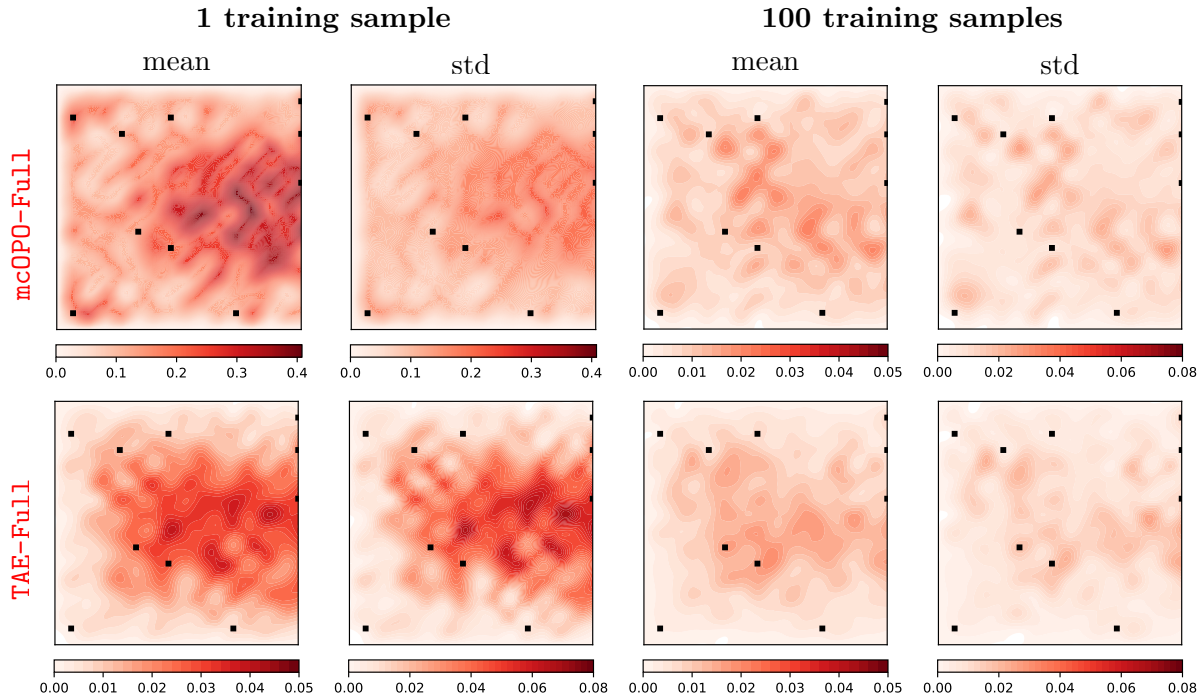 1 training sample 100 training samples
mean std mean std
mcOPO-Full
0.0 0.1 0.2 0.3 0.4 0.0 0.1 0.2 0.3 0.4 0.00 0.01 0.02 0.03 0.04 0.05 0.00 0.02 0.04 0.06 0.08
TAE-Full
0.00 0.01 0.02 0.03 0.04 0.05 0.00 0.02 0.04 0.06 0.08 0.00 0.01 0.02 0.03 0.04 0.05 0.00 0.02 0.04 0.06 0.08